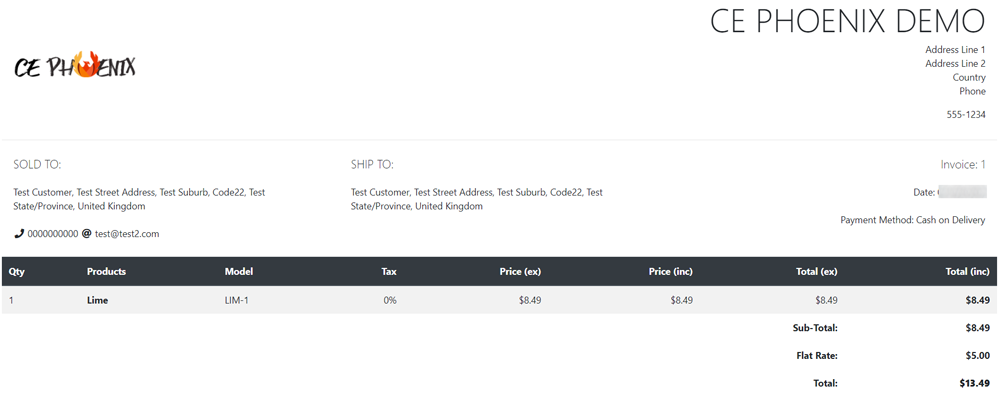 CE PHOENIX DEMO
CE PHOENIX
Address Line 1
Address Line 2
Country
Phone
555-1234
SOLD TO:
Test Customer, Test Street Address, Test Suburb, Code22, Test
State/Province, United Kingdom
0000000000 @ test@test2.com
SHIP TO:
Test Customer, Test Street Address, Test Suburb, Code22, Test
State/Province, United Kingdom
Invoice: 1
Date:
Payment Method: Cash on Delivery
Qty Products Model Tax Price (ex) Price (inc) Total (ex) Total (inc)
1 Lime LIM-1 0% $8.49 $8.49 $8.49 $8.49
Sub-Total: $8.49
Flat Rate: $5.00
Total: $13.49